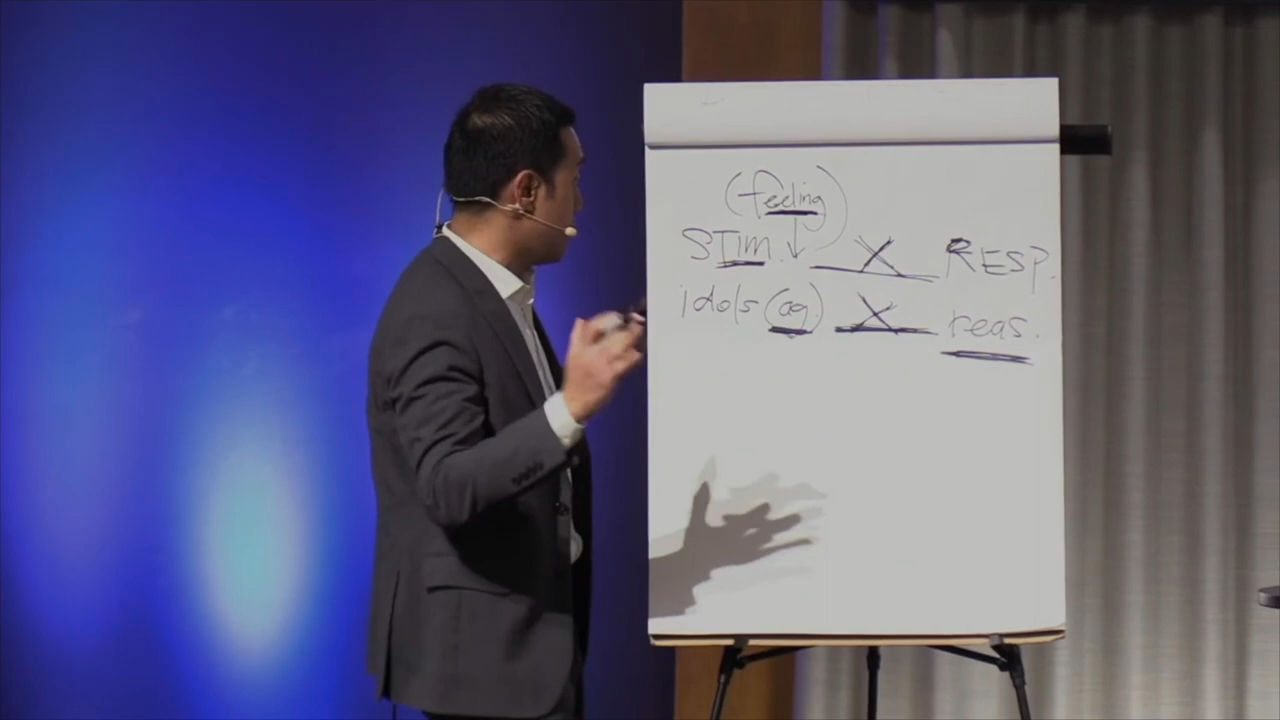 (feeling)
STIM. ↓ X RESP.
idols (ag.) X reas.